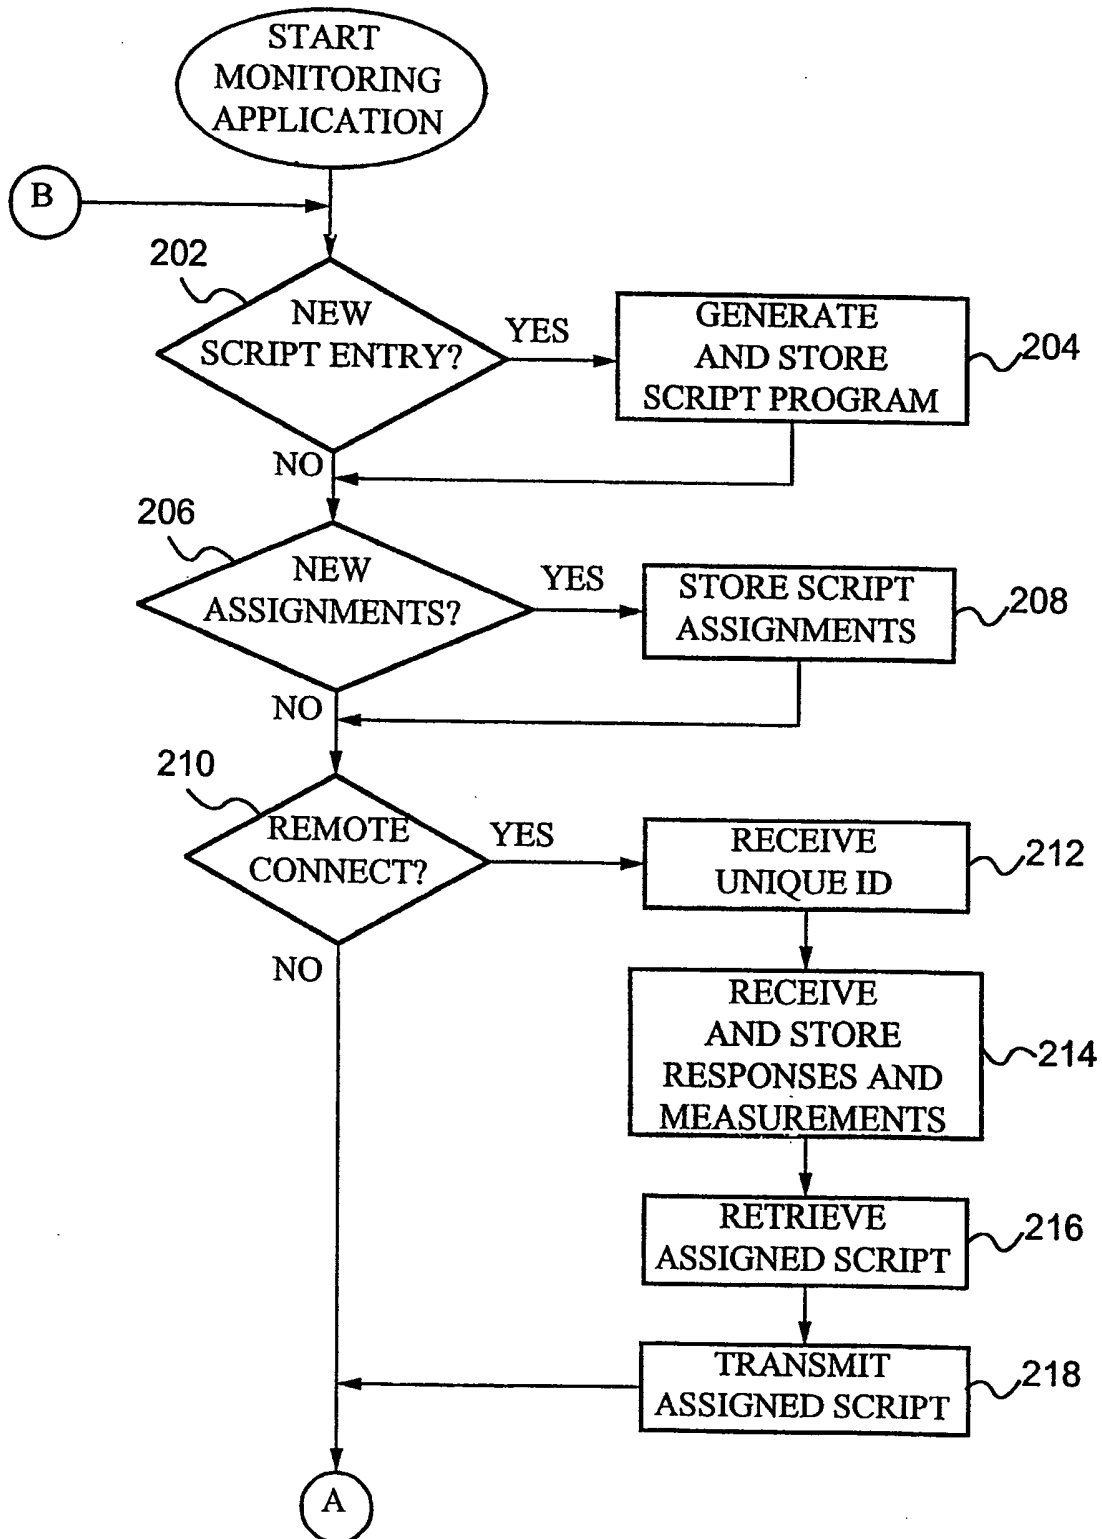 START
MONITORING
APPLICATION
B
202
NEW
SCRIPT ENTRY?
YES
GENERATE
AND STORE
SCRIPT PROGRAM
204
NO
206
NEW
ASSIGNMENTS?
YES
STORE SCRIPT
ASSIGNMENTS
208
NO
210
REMOTE
CONNECT?
YES
RECEIVE
UNIQUE ID
212
NO
RECEIVE
AND STORE
RESPONSES AND
MEASUREMENTS
214
RETRIEVE
ASSIGNED SCRIPT
216
TRANSMIT
ASSIGNED SCRIPT
218
A